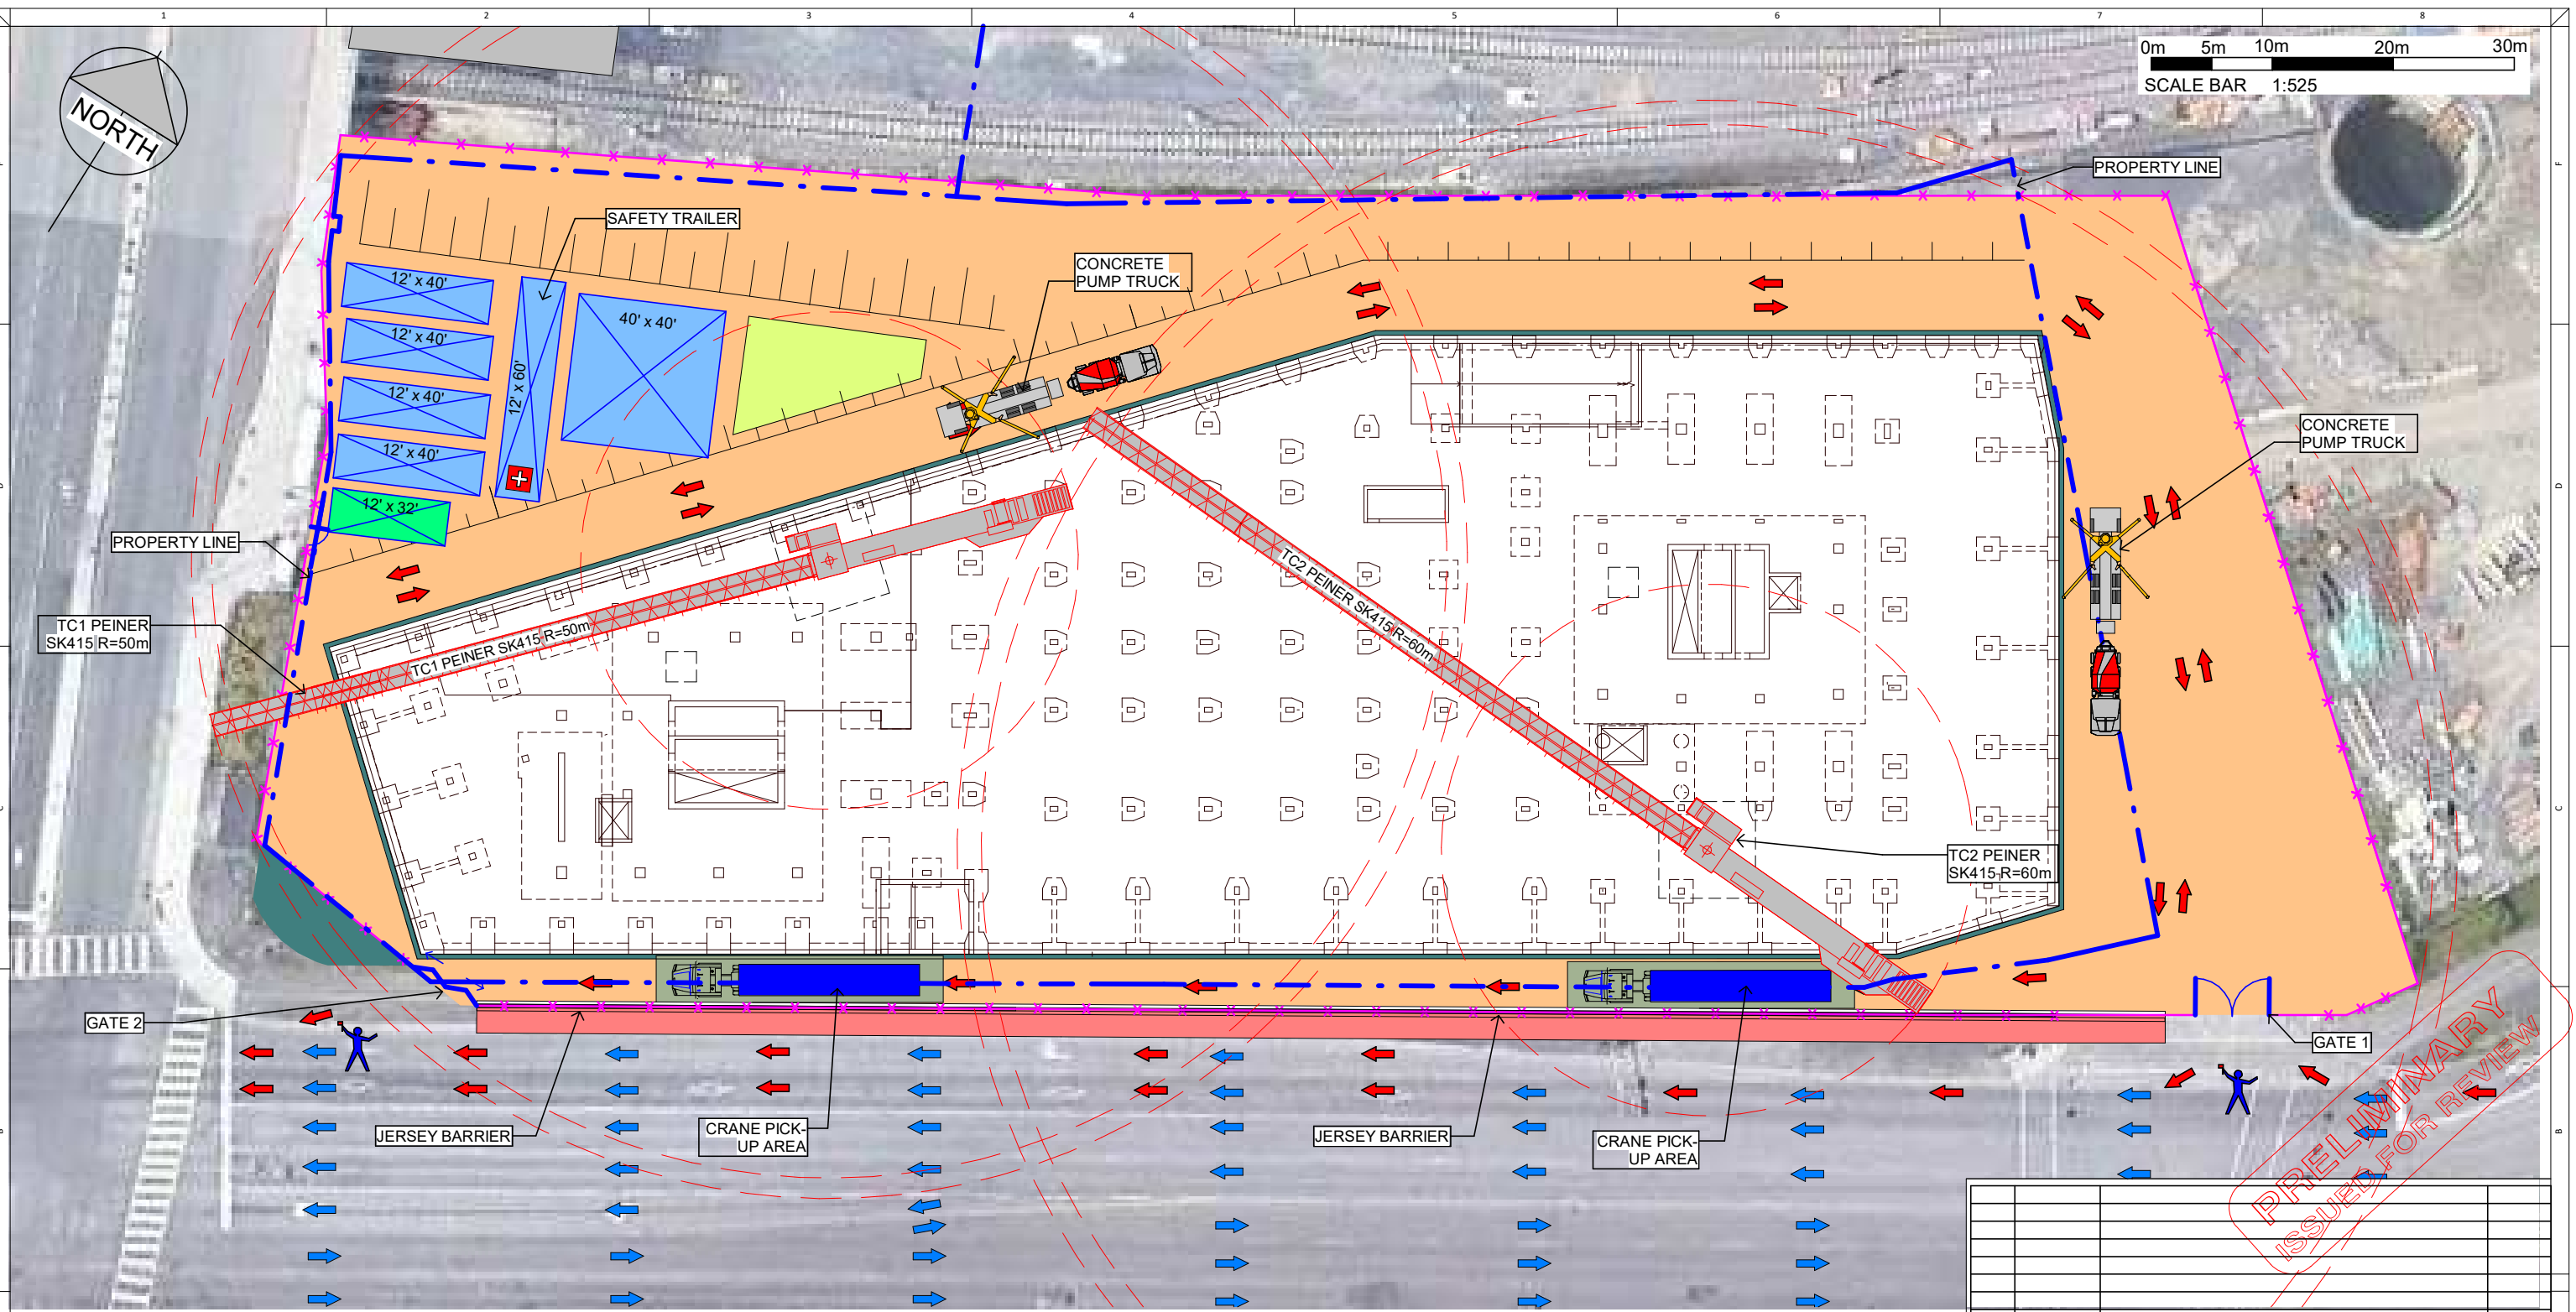 1
2
3
4
5
6
7
8
0m 5m 10m 20m 30m
SCALE BAR 1:525
NORTH
F
PROPERTY LINE
SAFETY TRAILER
CONCRETE
PUMP TRUCK
12' x 40'
12' x 40'
12' x 40'
12' x 40'
12' x 60'
40' x 40'
12' x 32'
CONCRETE
PUMP TRUCK
D
D
PROPERTY LINE
TC1 PEINER
SK415 R=50m
TC1 PEINER SK415 R=50m
TC2 PEINER SK415 R=60m
C
C
TC2 PEINER
SK415 R=60m
GATE 2
GATE 1
JERSEY BARRIER
CRANE PICK-
UP AREA
JERSEY BARRIER
CRANE PICK-
UP AREA
B
B
PRELIMINARY
ISSUED FOR REVIEW